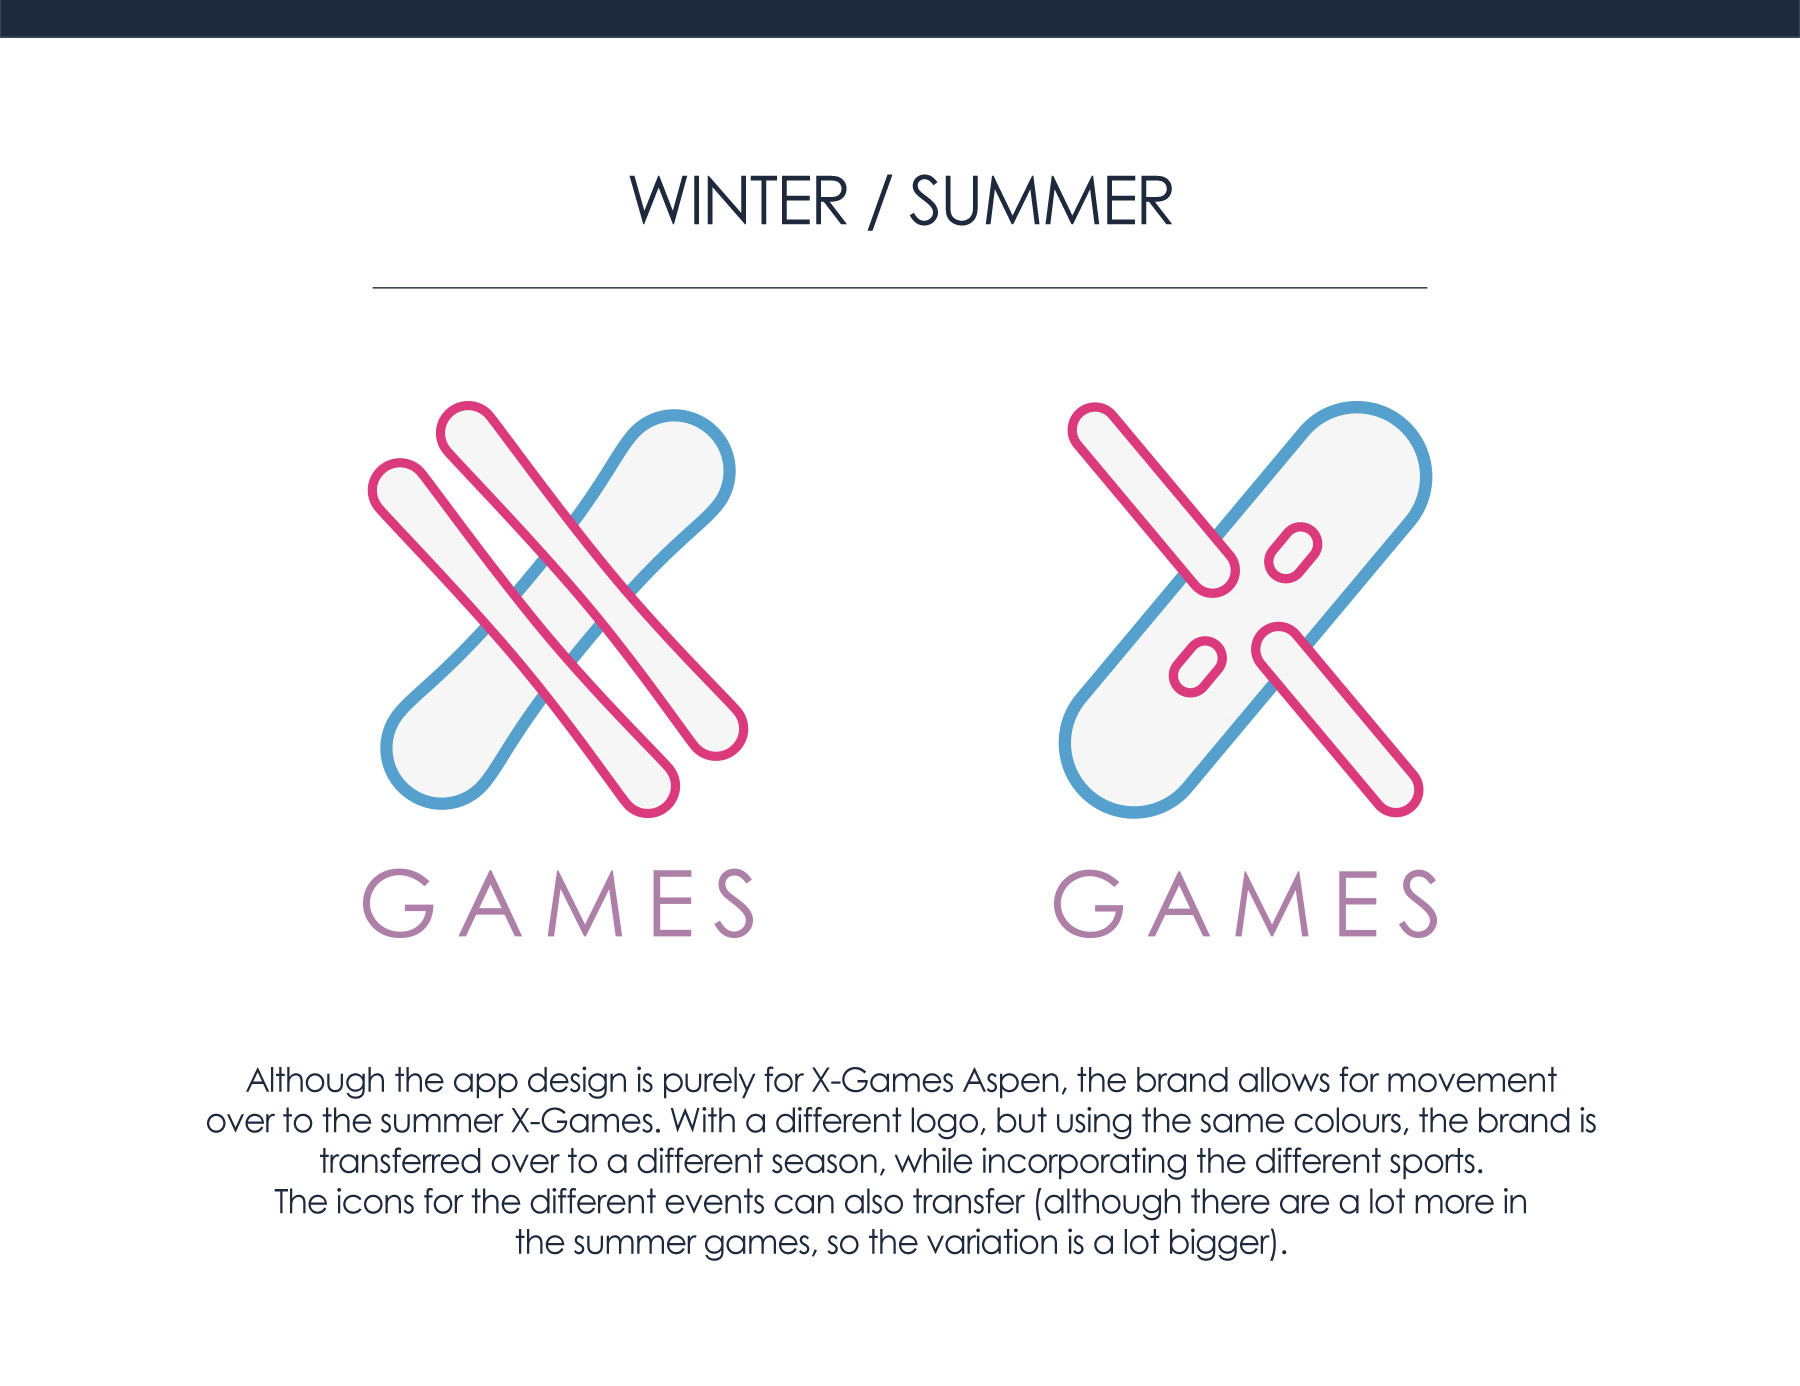 WINTER / SUMMER
GAMES
GAMES
Although the app design is purely for X-Games Aspen, the brand allows for movement
over to the summer X-Games. With a different logo, but using the same colours, the brand is
transferred over to a different season, while incorporating the different sports.
The icons for the different events can also transfer (although there are a lot more in
the summer games, so the variation is a lot bigger).